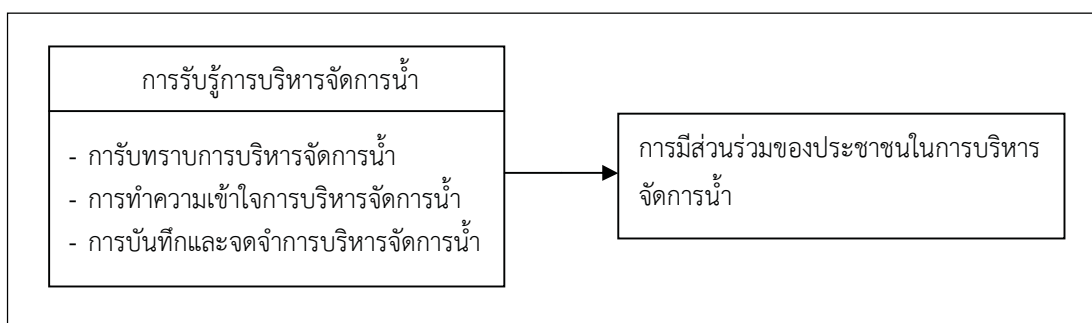 การรับรู้การบริหารจัดการน้ำ
- การับทราบการบริหารจัดการน้ำ
- การทำความเข้าใจการบริหารจัดการน้ำ
- การบันทึกและจดจำการบริหารจัดการน้ำ
การมีส่วนร่วมของประชาชนในการบริหาร
จัดการน้ำ